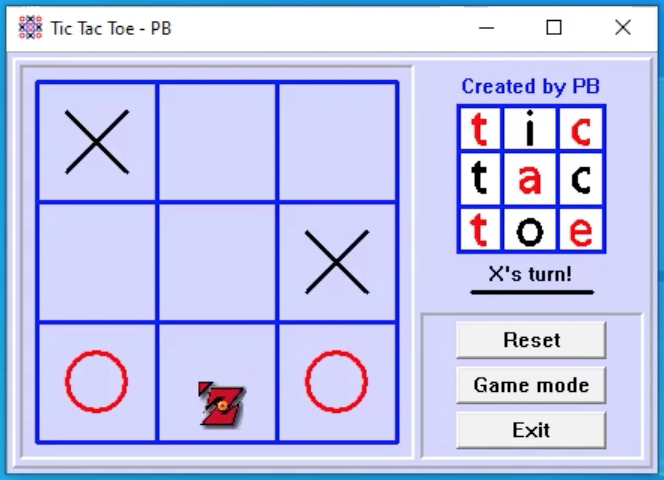 Tic Tac Toe - PB
Created by PB
t i c
t a c
t o e
X's turn!
Reset
Game mode
Exit